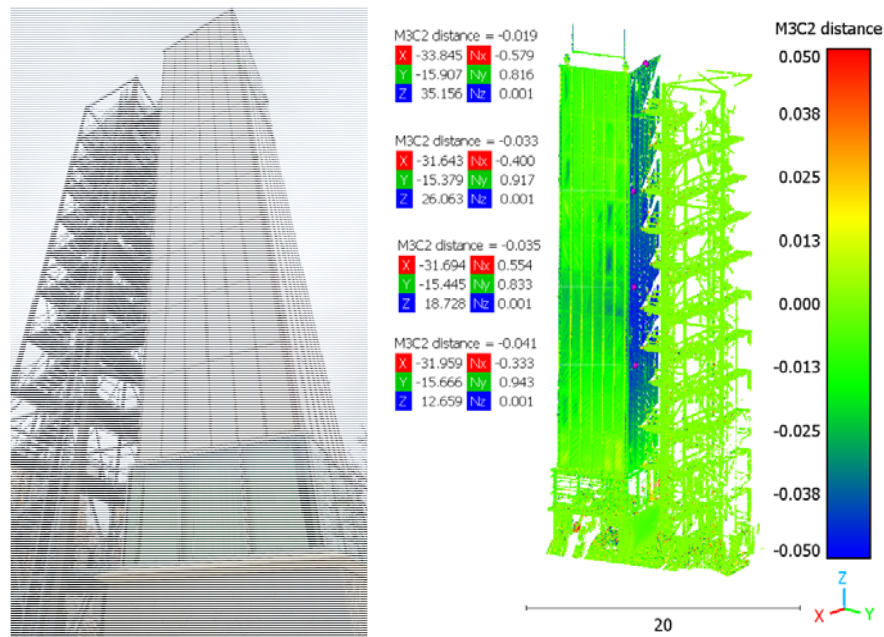 M3C2 distance = -0.019
X -33.845 Nx -0.579
Y -15.907 Ny 0.816
Z 35.156 Nz 0.001
M3C2 distance = -0.033
X -31.643 Nx -0.400
Y -15.379 Ny 0.917
Z 26.063 Nz 0.001
M3C2 distance = -0.035
X -31.694 Nx 0.554
Y -15.445 Ny 0.833
Z 18.728 Nz 0.001
M3C2 distance = -0.041
X -31.959 Nx -0.333
Y -15.666 Ny 0.943
Z 12.659 Nz 0.001
M3C2 distance
0.050
0.038
0.025
0.013
0.000
-0.013
-0.025
-0.038
-0.050
20
Z
X Y